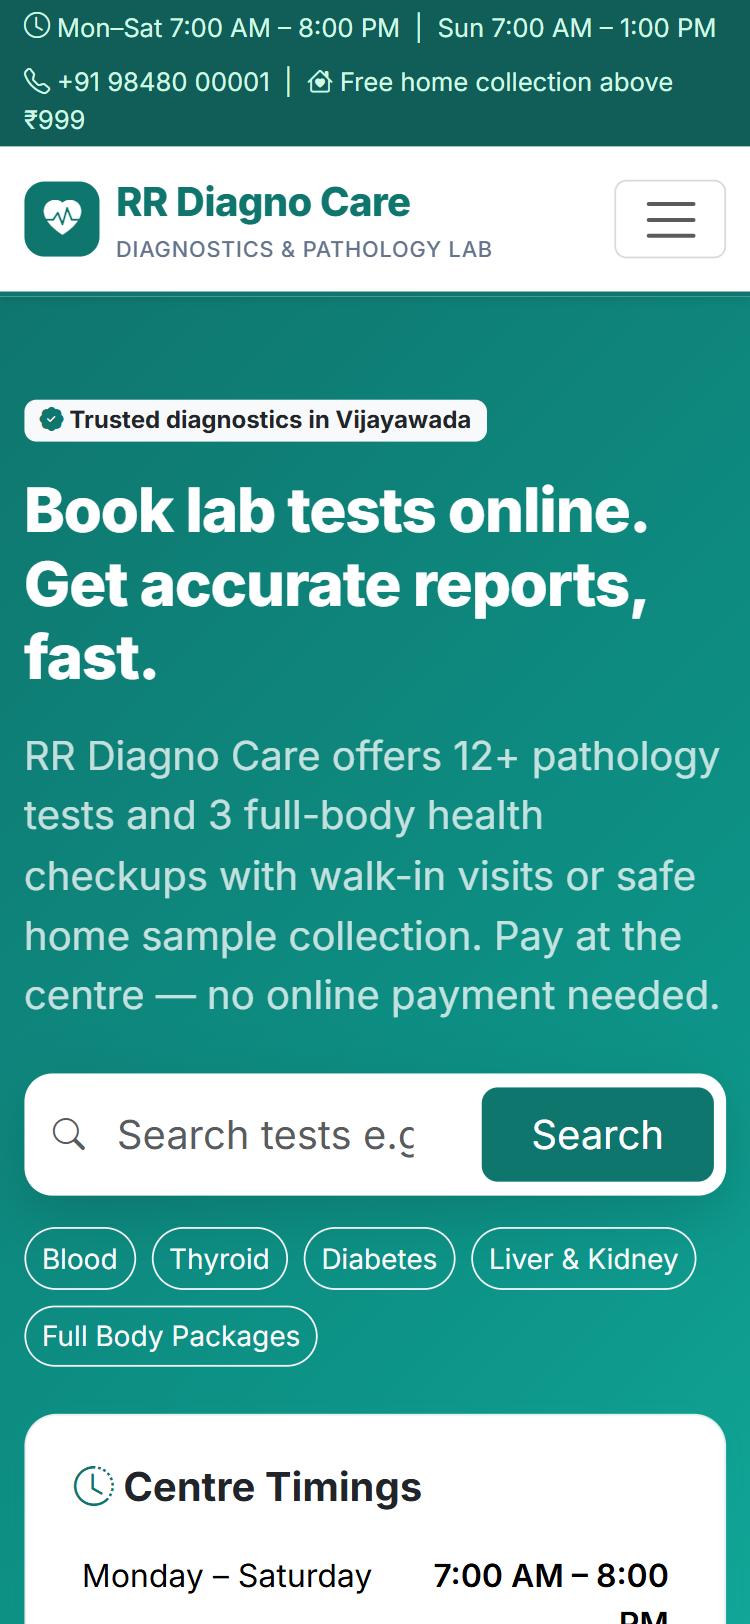 Mon–Sat 7:00 AM – 8:00 PM | Sun 7:00 AM – 1:00 PM
+91 98480 00001 | Free home collection above
₹999
RR Diagno Care
DIAGNOSTICS & PATHOLOGY LAB
Trusted diagnostics in Vijayawada
Book lab tests online.
Get accurate reports,
fast.
RR Diagno Care offers 12+ pathology
tests and 3 full-body health
checkups with walk-in visits or safe
home sample collection. Pay at the
centre — no online payment needed.
Search tests e.g Search
Blood Thyroid Diabetes Liver & Kidney
Full Body Packages
Centre Timings
Monday – Saturday 7:00 AM – 8:00
PM